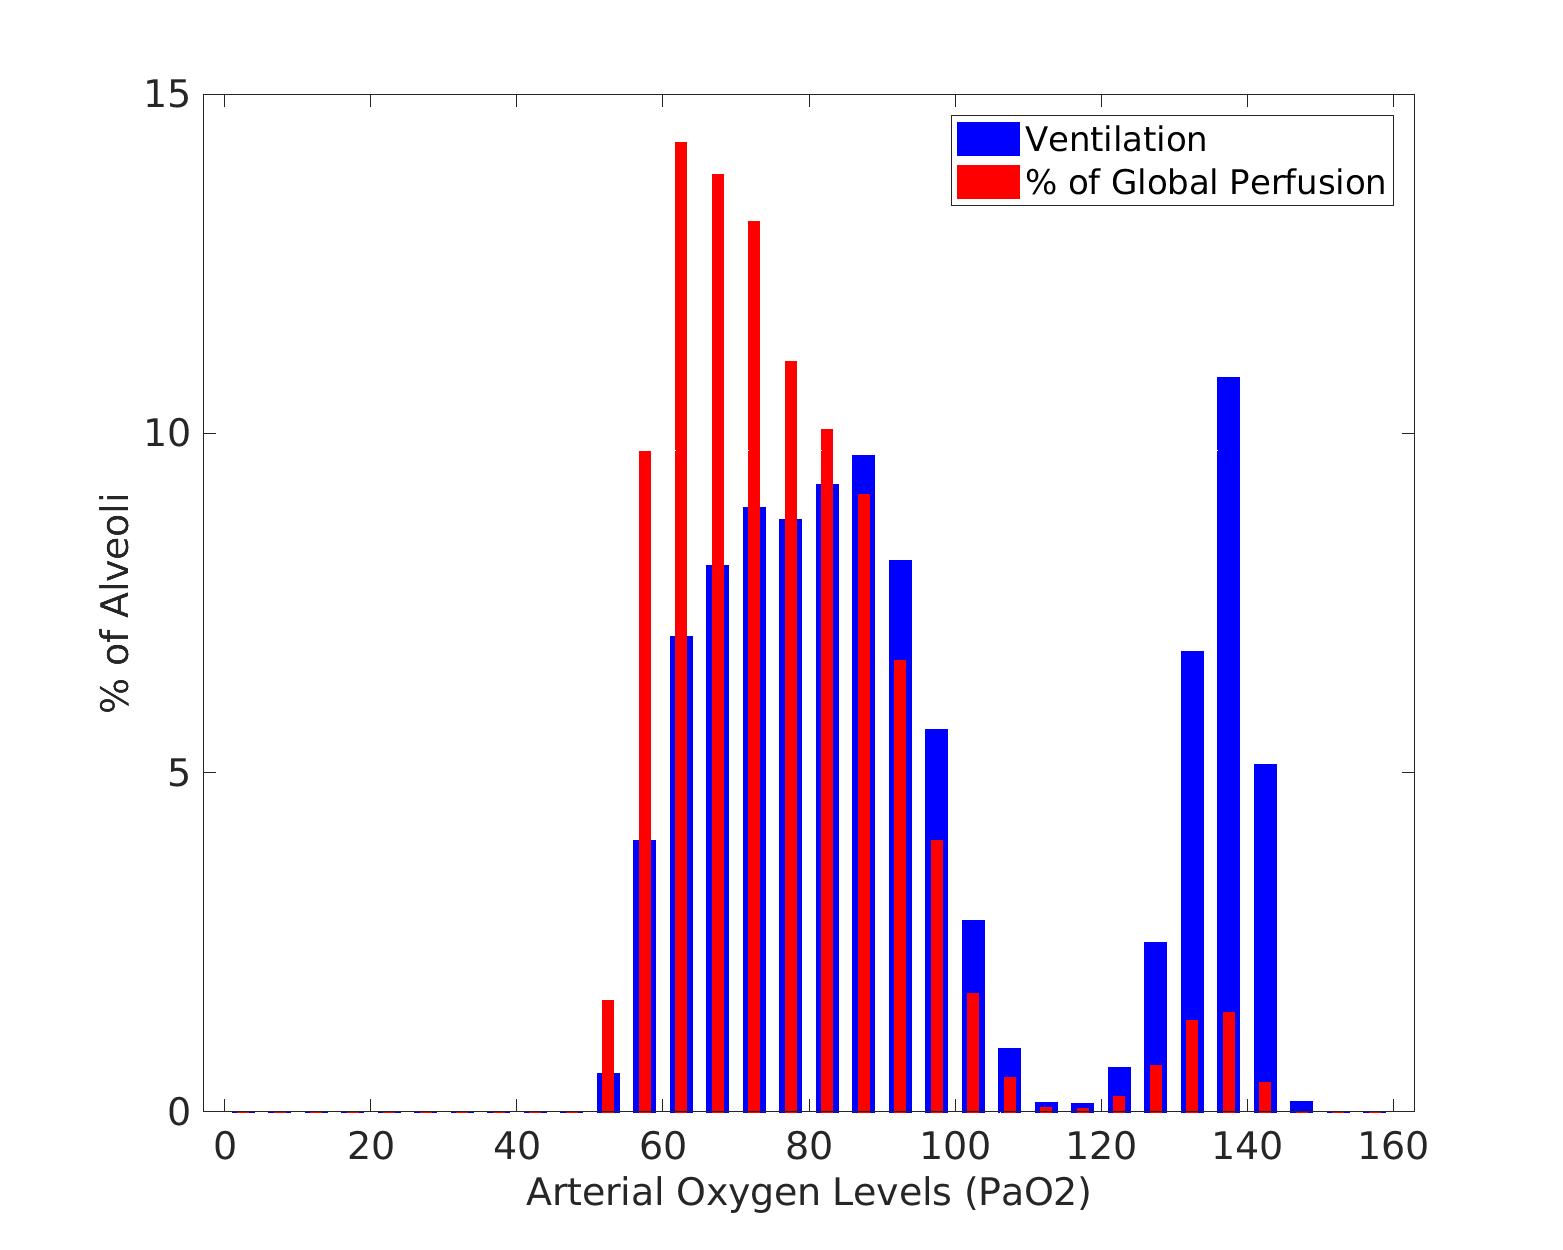 15
10
5
0
% of Alveoli
Ventilation
% of Global Perfusion
0 20 40 60 80 100 120 140 160
Arterial Oxygen Levels (PaO2)